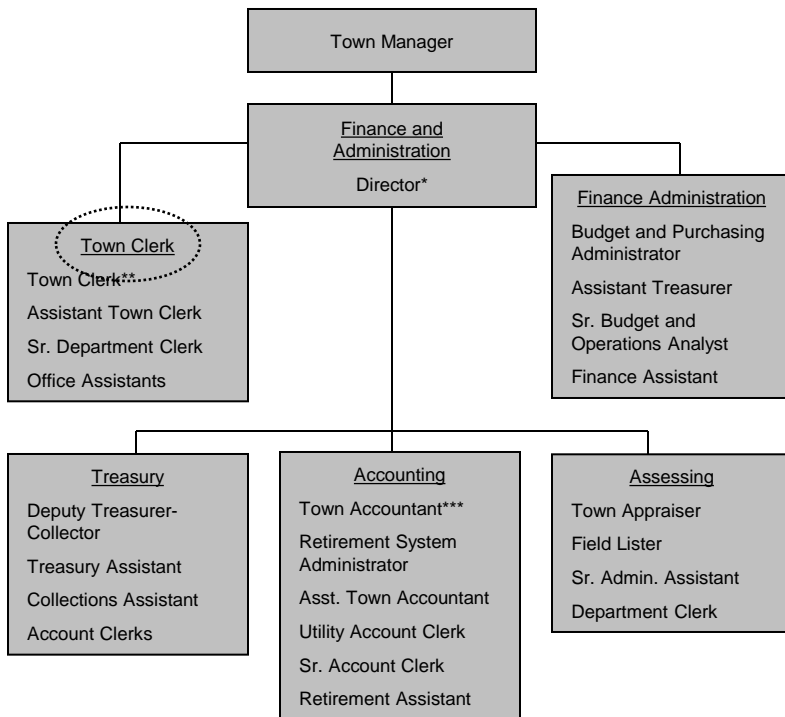 Town Manager
Finance and
Administration
Director*
Town Clerk
Town Clerk**
Assistant Town Clerk
Sr. Department Clerk
Office Assistants
Finance Administration
Budget and Purchasing
Administrator
Assistant Treasurer
Sr. Budget and
Operations Analyst
Finance Assistant
Treasury
Deputy Treasurer-
Collector
Treasury Assistant
Collections Assistant
Account Clerks
Accounting
Town Accountant***
Retirement System
Administrator
Asst. Town Accountant
Utility Account Clerk
Sr. Account Clerk
Retirement Assistant
Assessing
Town Appraiser
Field Lister
Sr. Admin. Assistant
Department Clerk